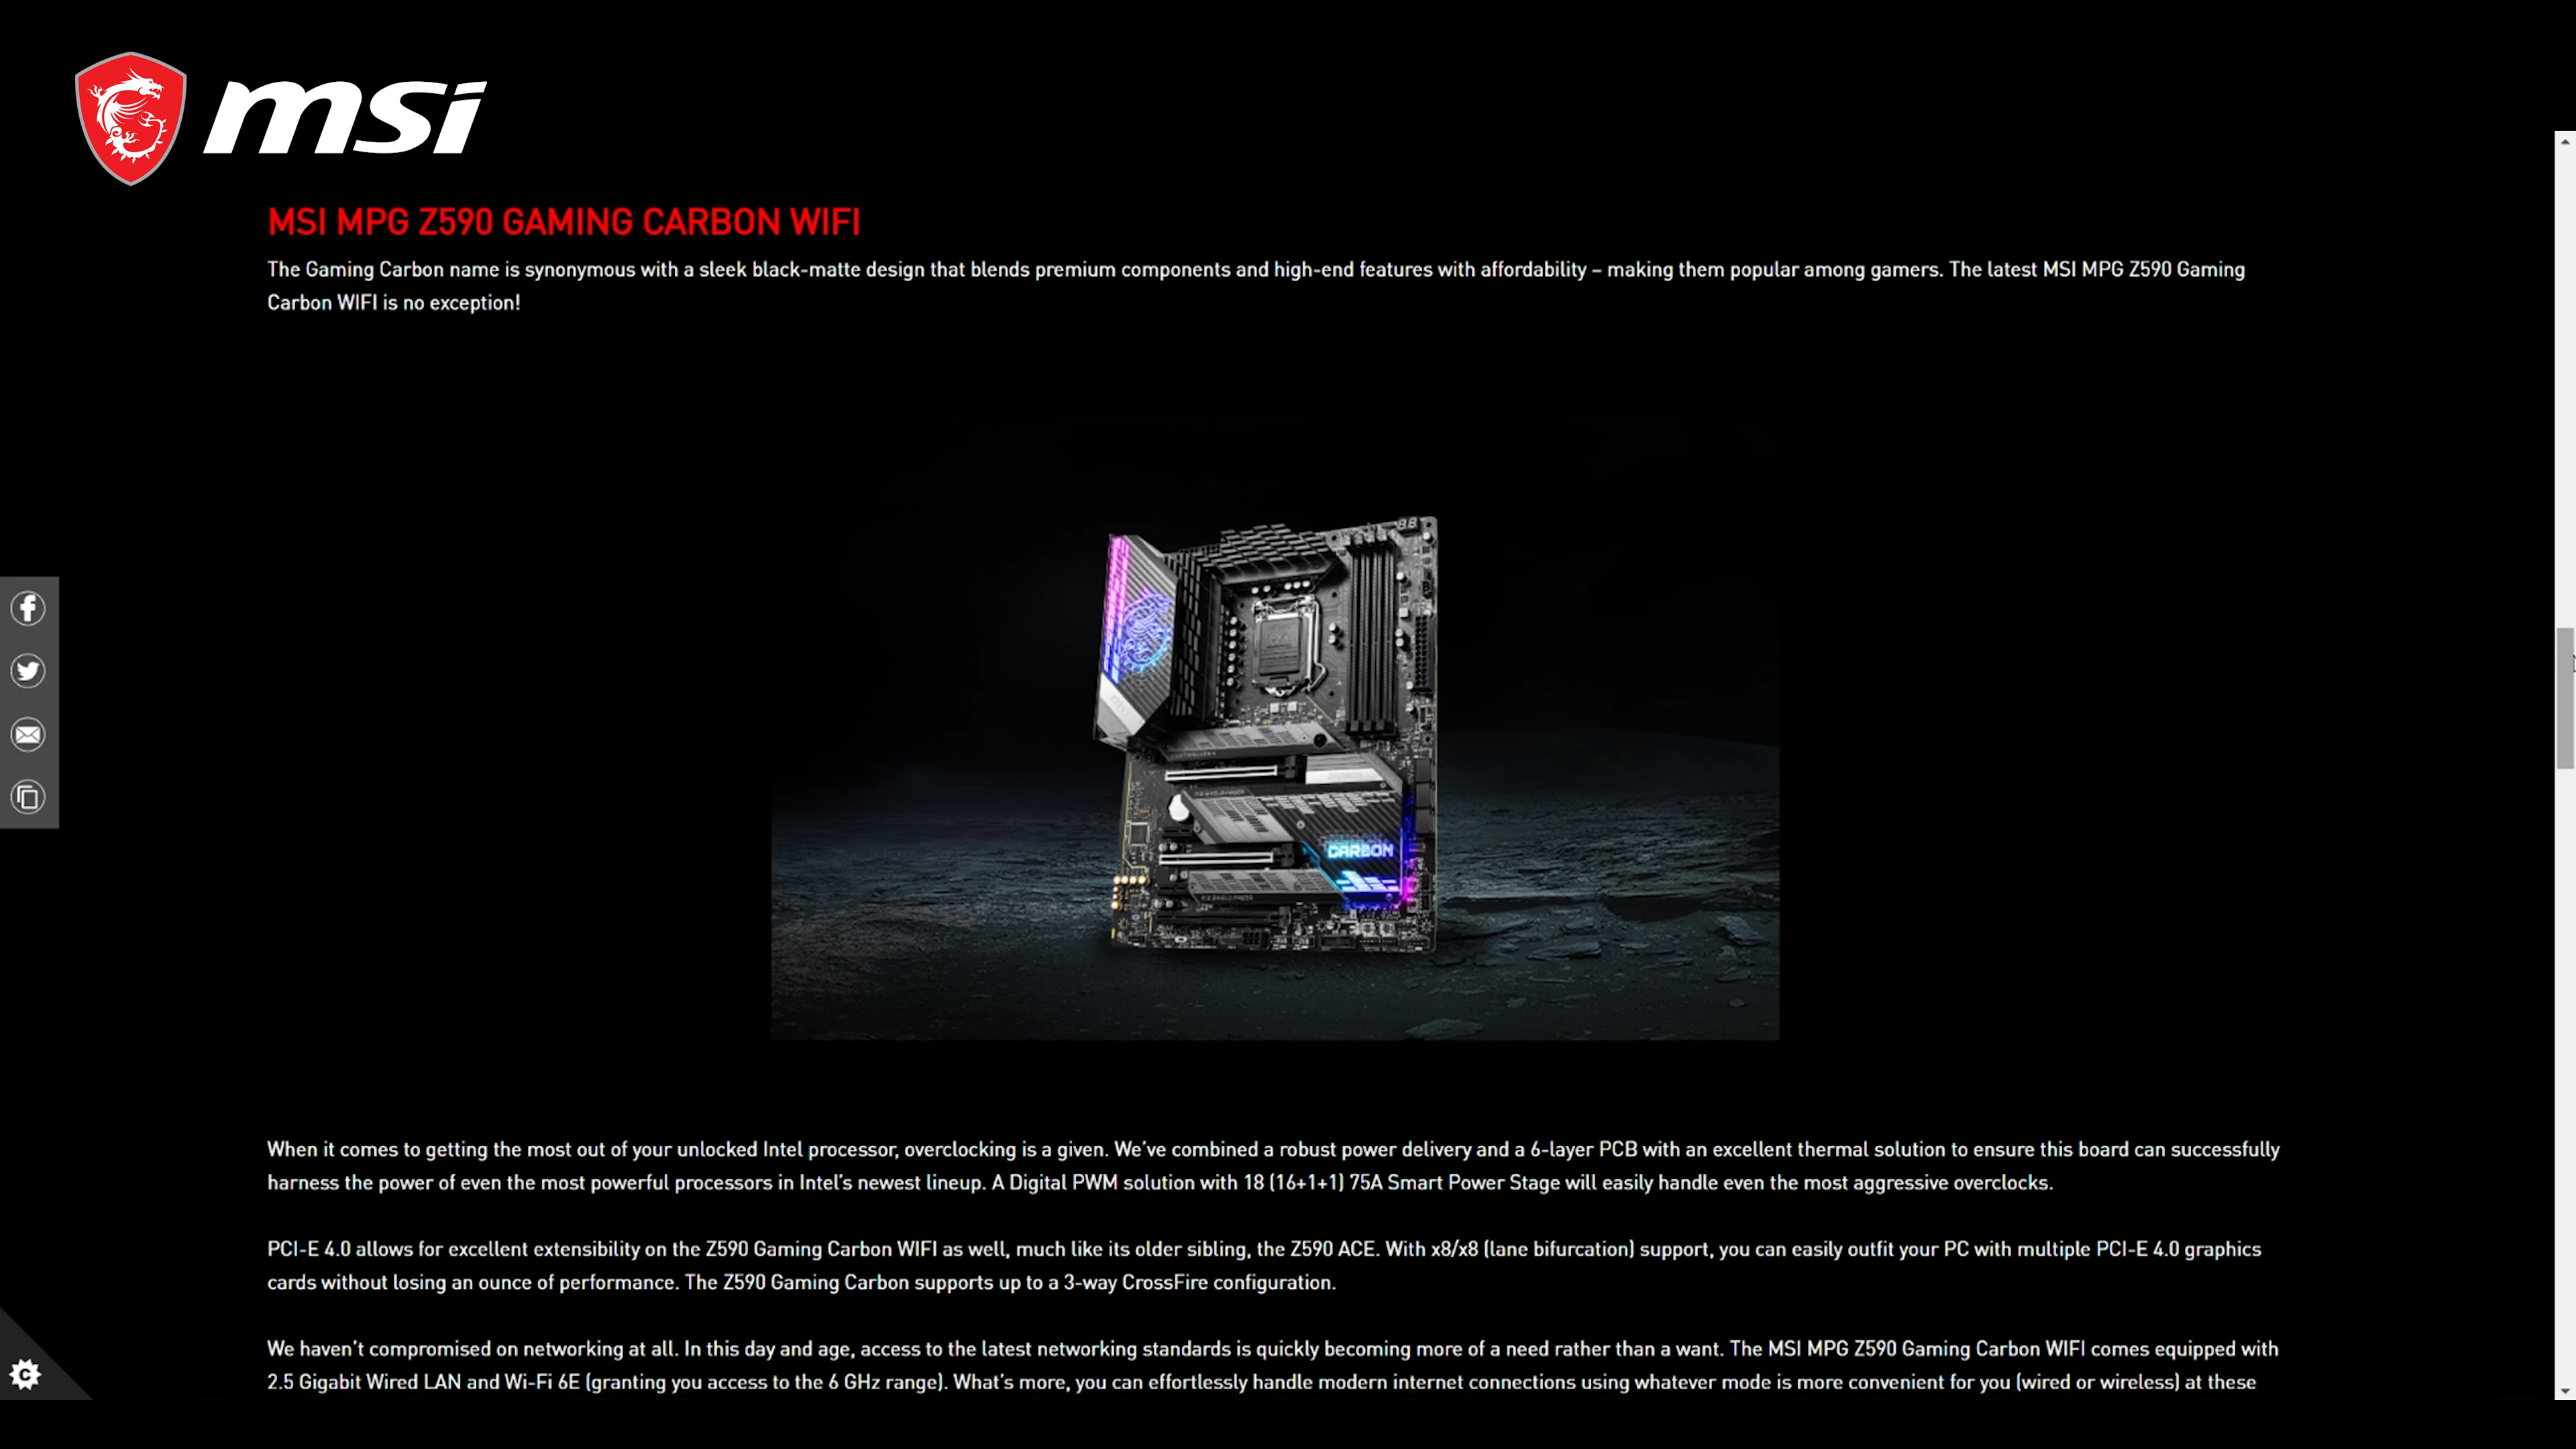 msi
MSI MPG Z590 GAMING CARBON WIFI
The Gaming Carbon name is synonymous with a sleek black-matte design that blends premium components and high-end features with affordability – making them popular among gamers. The latest MSI MPG Z590 Gaming
Carbon WIFI is no exception!
88
msi
CARBON
When it comes to getting the most out of your unlocked Intel processor, overclocking is a given. We've combined a robust power delivery and a 6-layer PCB with an excellent thermal solution to ensure this board can successfully
harness the power of even the most powerful processors in Intel's newest lineup. A Digital PWM solution with 18 (16+1+1) 75A Smart Power Stage will easily handle even the most aggressive overclocks.
PCI-E 4.0 allows for excellent extensibility on the Z590 Gaming Carbon WIFI as well, much like its older sibling, the Z590 ACE. With x8/x8 (lane bifurcation) support, you can easily outfit your PC with multiple PCI-E 4.0 graphics
cards without losing an ounce of performance. The Z590 Gaming Carbon supports up to a 3-way CrossFire configuration.
We haven't compromised on networking at all. In this day and age, access to the latest networking standards is quickly becoming more of a need rather than a want. The MSI MPG Z590 Gaming Carbon WIFI comes equipped with
2.5 Gigabit Wired LAN and Wi-Fi 6E (granting you access to the 6 GHz range). What's more, you can effortlessly handle modern internet connections using whatever mode is more convenient for you (wired or wireless) at these